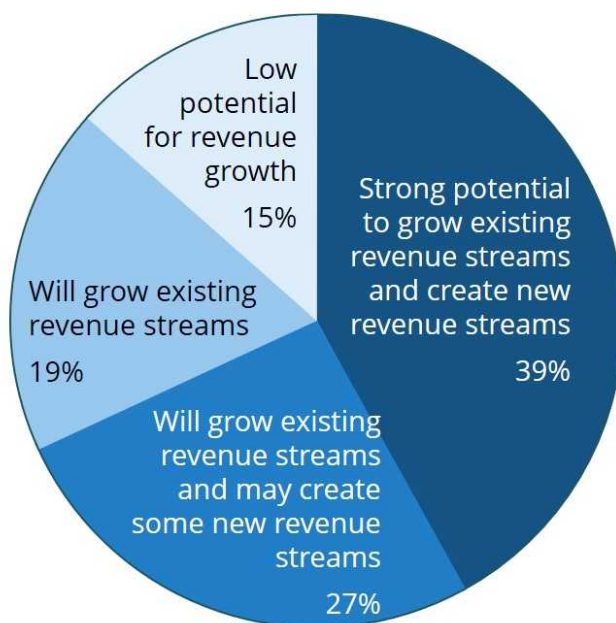 Low
potential
for revenue
growth
15%
Strong potential
to grow existing
revenue streams
and create new
revenue streams
39%
Will grow existing
revenue streams
19%
Will grow existing
revenue streams
and may create
some new revenue
streams
27%